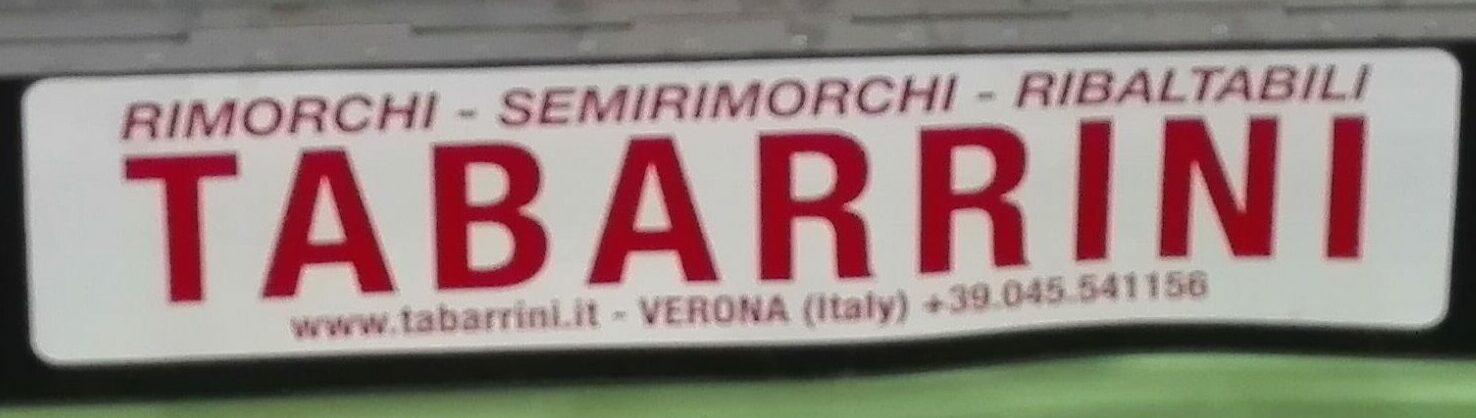 RIMORCHI - SEMIRIMORCHI - RIBALTABILI
TABARRINI
www.tabarrini.it - VERONA (Italy) +39.045.541156